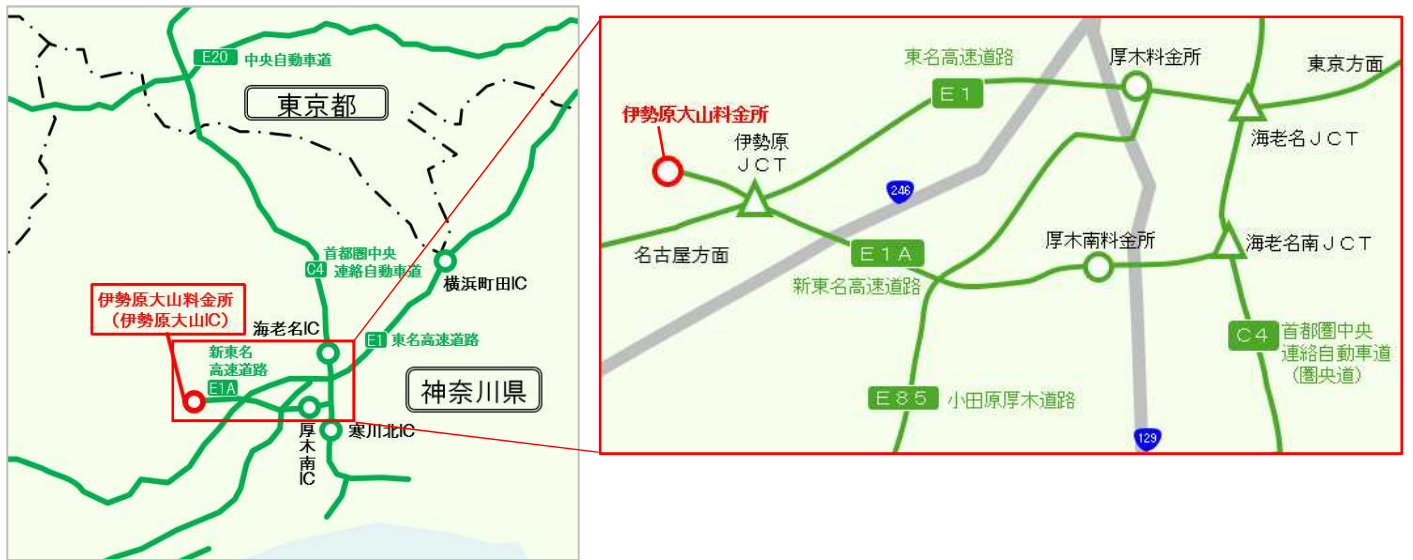 E20 中央自動車道
東京都
首都圏中央
連絡自動車道
C4
横浜町田IC
伊勢原大山料金所
(伊勢原大山IC)
海老名IC
新東名
高速道路
E1A
E1 東名高速道路
神奈川県
厚木南IC
寒川北IC
東名高速道路
E1
厚木料金所
東京方面
伊勢原大山料金所
伊勢原
JCT
海老名JCT
246
名古屋方面
E1A
新東名高速道路
厚木南料金所
海老名南JCT
C4
首都圏中央
連絡自動車道
(圏央道)
E85 小田原厚木道路
129